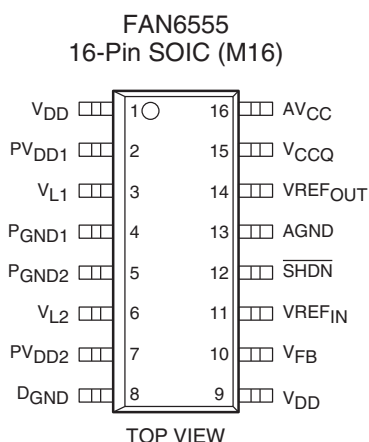 FAN6555
16-Pin SOIC (M16)
VDD 1 16 AVCC
PVDD1 2 15 VCCQ
VL1 3 14 VREFOUT
PGND1 4 13 AGND
PGND2 5 12 SHDN
VL2 6 11 VREFIN
PVDD2 7 10 VFB
DGND 8 9 VDD
TOP VIEW